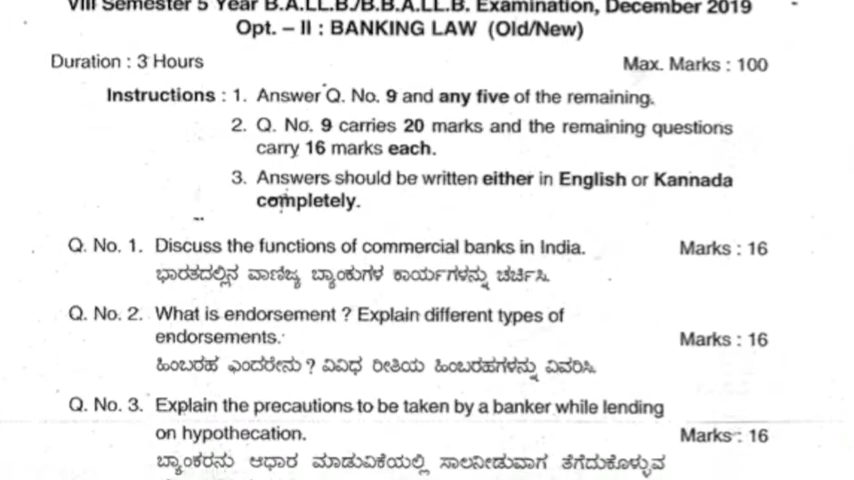 VIII Semester 5 Year B.A.LL.B./B.B.A.LL.B. Examination, December 2019
Opt. – II : BANKING LAW (Old/New)
Duration : 3 Hours Max. Marks : 100
Instructions : 1. Answer Q. No. 9 and any five of the remaining.
2. Q. No. 9 carries 20 marks and the remaining questions
carry 16 marks each.
3. Answers should be written either in English or Kannada
completely.
Q. No. 1. Discuss the functions of commercial banks in India. Marks : 16
ಭಾರತದಲ್ಲಿನ ವಾಣಿಜ್ಯ ಬ್ಯಾಂಕುಗಳ ಕಾರ್ಯಗಳನ್ನು ಚರ್ಚಿಸಿ.
Q. No. 2. What is endorsement ? Explain different types of
endorsements. Marks : 16
ಹಿಂಬರಹ ಎಂದರೇನು ? ವಿವಿಧ ರೀತಿಯ ಹಿಂಬರಹಗಳನ್ನು ವಿವರಿಸಿ.
Q. No. 3. Explain the precautions to be taken by a banker while lending
on hypothecation. Marks : 16
ಬ್ಯಾಂಕರನು ಆಧಾರ ಮಾಡುವಿಕೆಯಲ್ಲಿ ಸಾಲನೀಡುವಾಗ ತೆಗೆದುಕೊಳ್ಳುವ